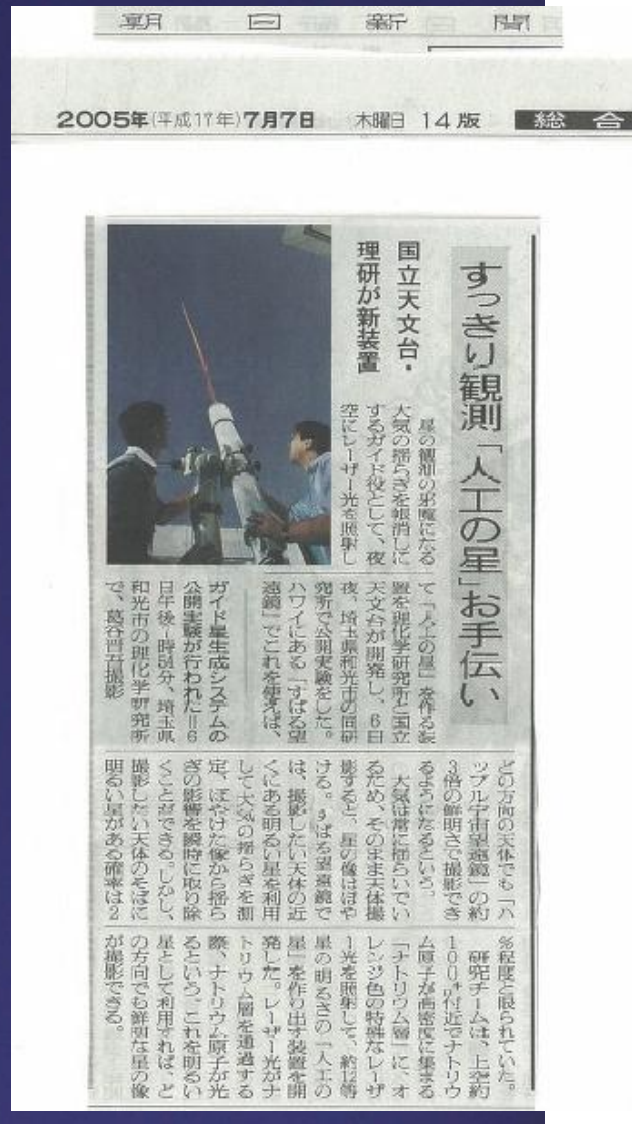 朝日新聞
2005年(平成17年)7月7日 木曜日 14版 総合
すっきり観測「人工の星」お手伝い
国立天文台・
理研が新装置
星の観測の邪魔になる
大気の揺らぎを帳消しに
するガイド役として、夜
空にレーザー光を照射し
て「人工の星」を作る装
置を理化学研究所と国立
天文台が開発し、6日
夜、埼玉県和光市の同研
究所で公開実験をした。
ハワイにある「すばる望
遠鏡」でこれを使えば、
ガイド星生成システムの
公開実験が行われた=6
日午後7時54分、埼玉県
和光市の理化学研究所
で、葛谷晋吾撮影
どの方向の天体でも「ハ
ッブル宇宙望遠鏡」の約
3倍の鮮明さで撮影でき
るようになるという。
大気は常に揺らいでい
るため、そのまま天体撮
影すると、星の像はぼや
ける。すばる望遠鏡で
は、撮影したい天体の近
くにある明るい星を利用
して大気の揺らぎを測
定、ぼやけた像から揺ら
ぎの影響を瞬時に取り除
くことができる。しかし、
撮影したい天体のそばに
明るい星がある確率は2
%程度と限られていた。
研究チームは、上空約
100㌔付近でナトリウ
ム原子が高密度に集まる
「ナトリウム層」に、オ
レンジ色の特殊なレーザ
ー光を照射して、約12等
星の明るさの「人工の
星」を作り出す装置を開
発した。レーザー光がナ
トリウム層を通過する
際、ナトリウム原子が光
るという。これを明るい
星として利用すれば、ど
の方向でも鮮明な星の像
が撮影できる。